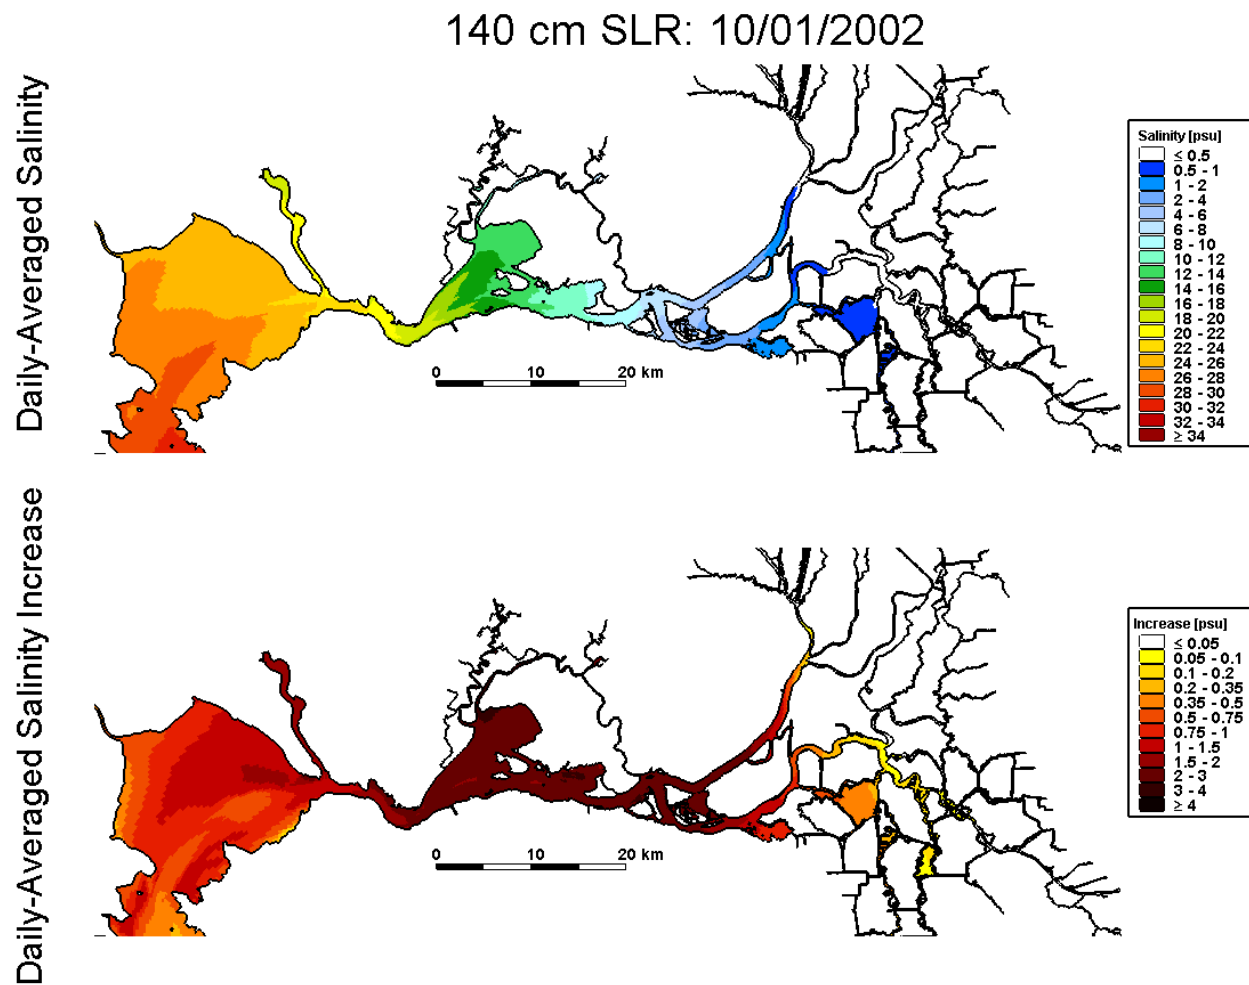 140 cm SLR: 10/01/2002
Daily-Averaged Salinity
Salinity [psu]
≤ 0.5
0.5 - 1
1 - 2
2 - 4
4 - 6
6 - 8
8 - 10
10 - 12
12 - 14
14 - 16
16 - 18
18 - 20
20 - 22
22 - 24
24 - 26
26 - 28
28 - 30
30 - 32
32 - 34
≥ 34
0 10 20 km
Daily-Averaged Salinity Increase
Increase [psu]
≤ 0.05
0.05 - 0.1
0.1 - 0.2
0.2 - 0.35
0.35 - 0.5
0.5 - 0.75
0.75 - 1
1 - 1.5
1.5 - 2
2 - 3
3 - 4
≥ 4
0 10 20 km